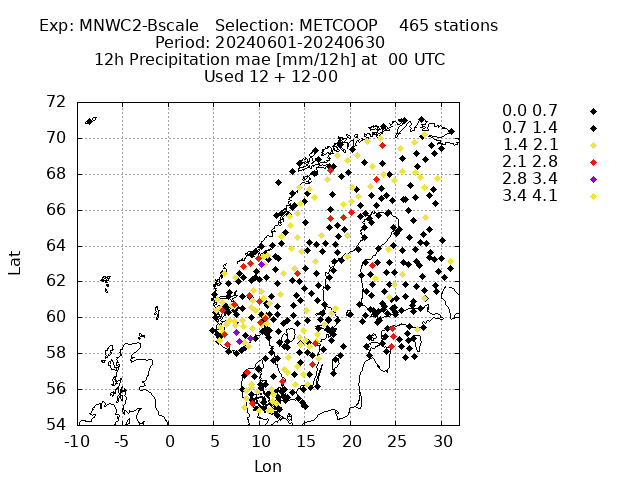 Exp: MNWC2-Bscale   Selection: METCOOP    465 stations
Period: 20240601-20240630
12h Precipitation mae [mm/12h] at  00 UTC
Used 12 + 12-00
0.0 0.7
0.7 1.4
1.4 2.1
2.1 2.8
2.8 3.4
3.4 4.1
72
70
68
66
64
62
60
58
56
54
Lat
-10 -5 0 5 10 15 20 25 30
Lon